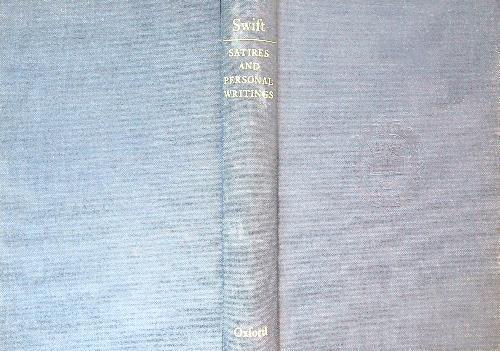 Swift
SATIRES
AND
PERSONAL
WRITINGS
Oxford